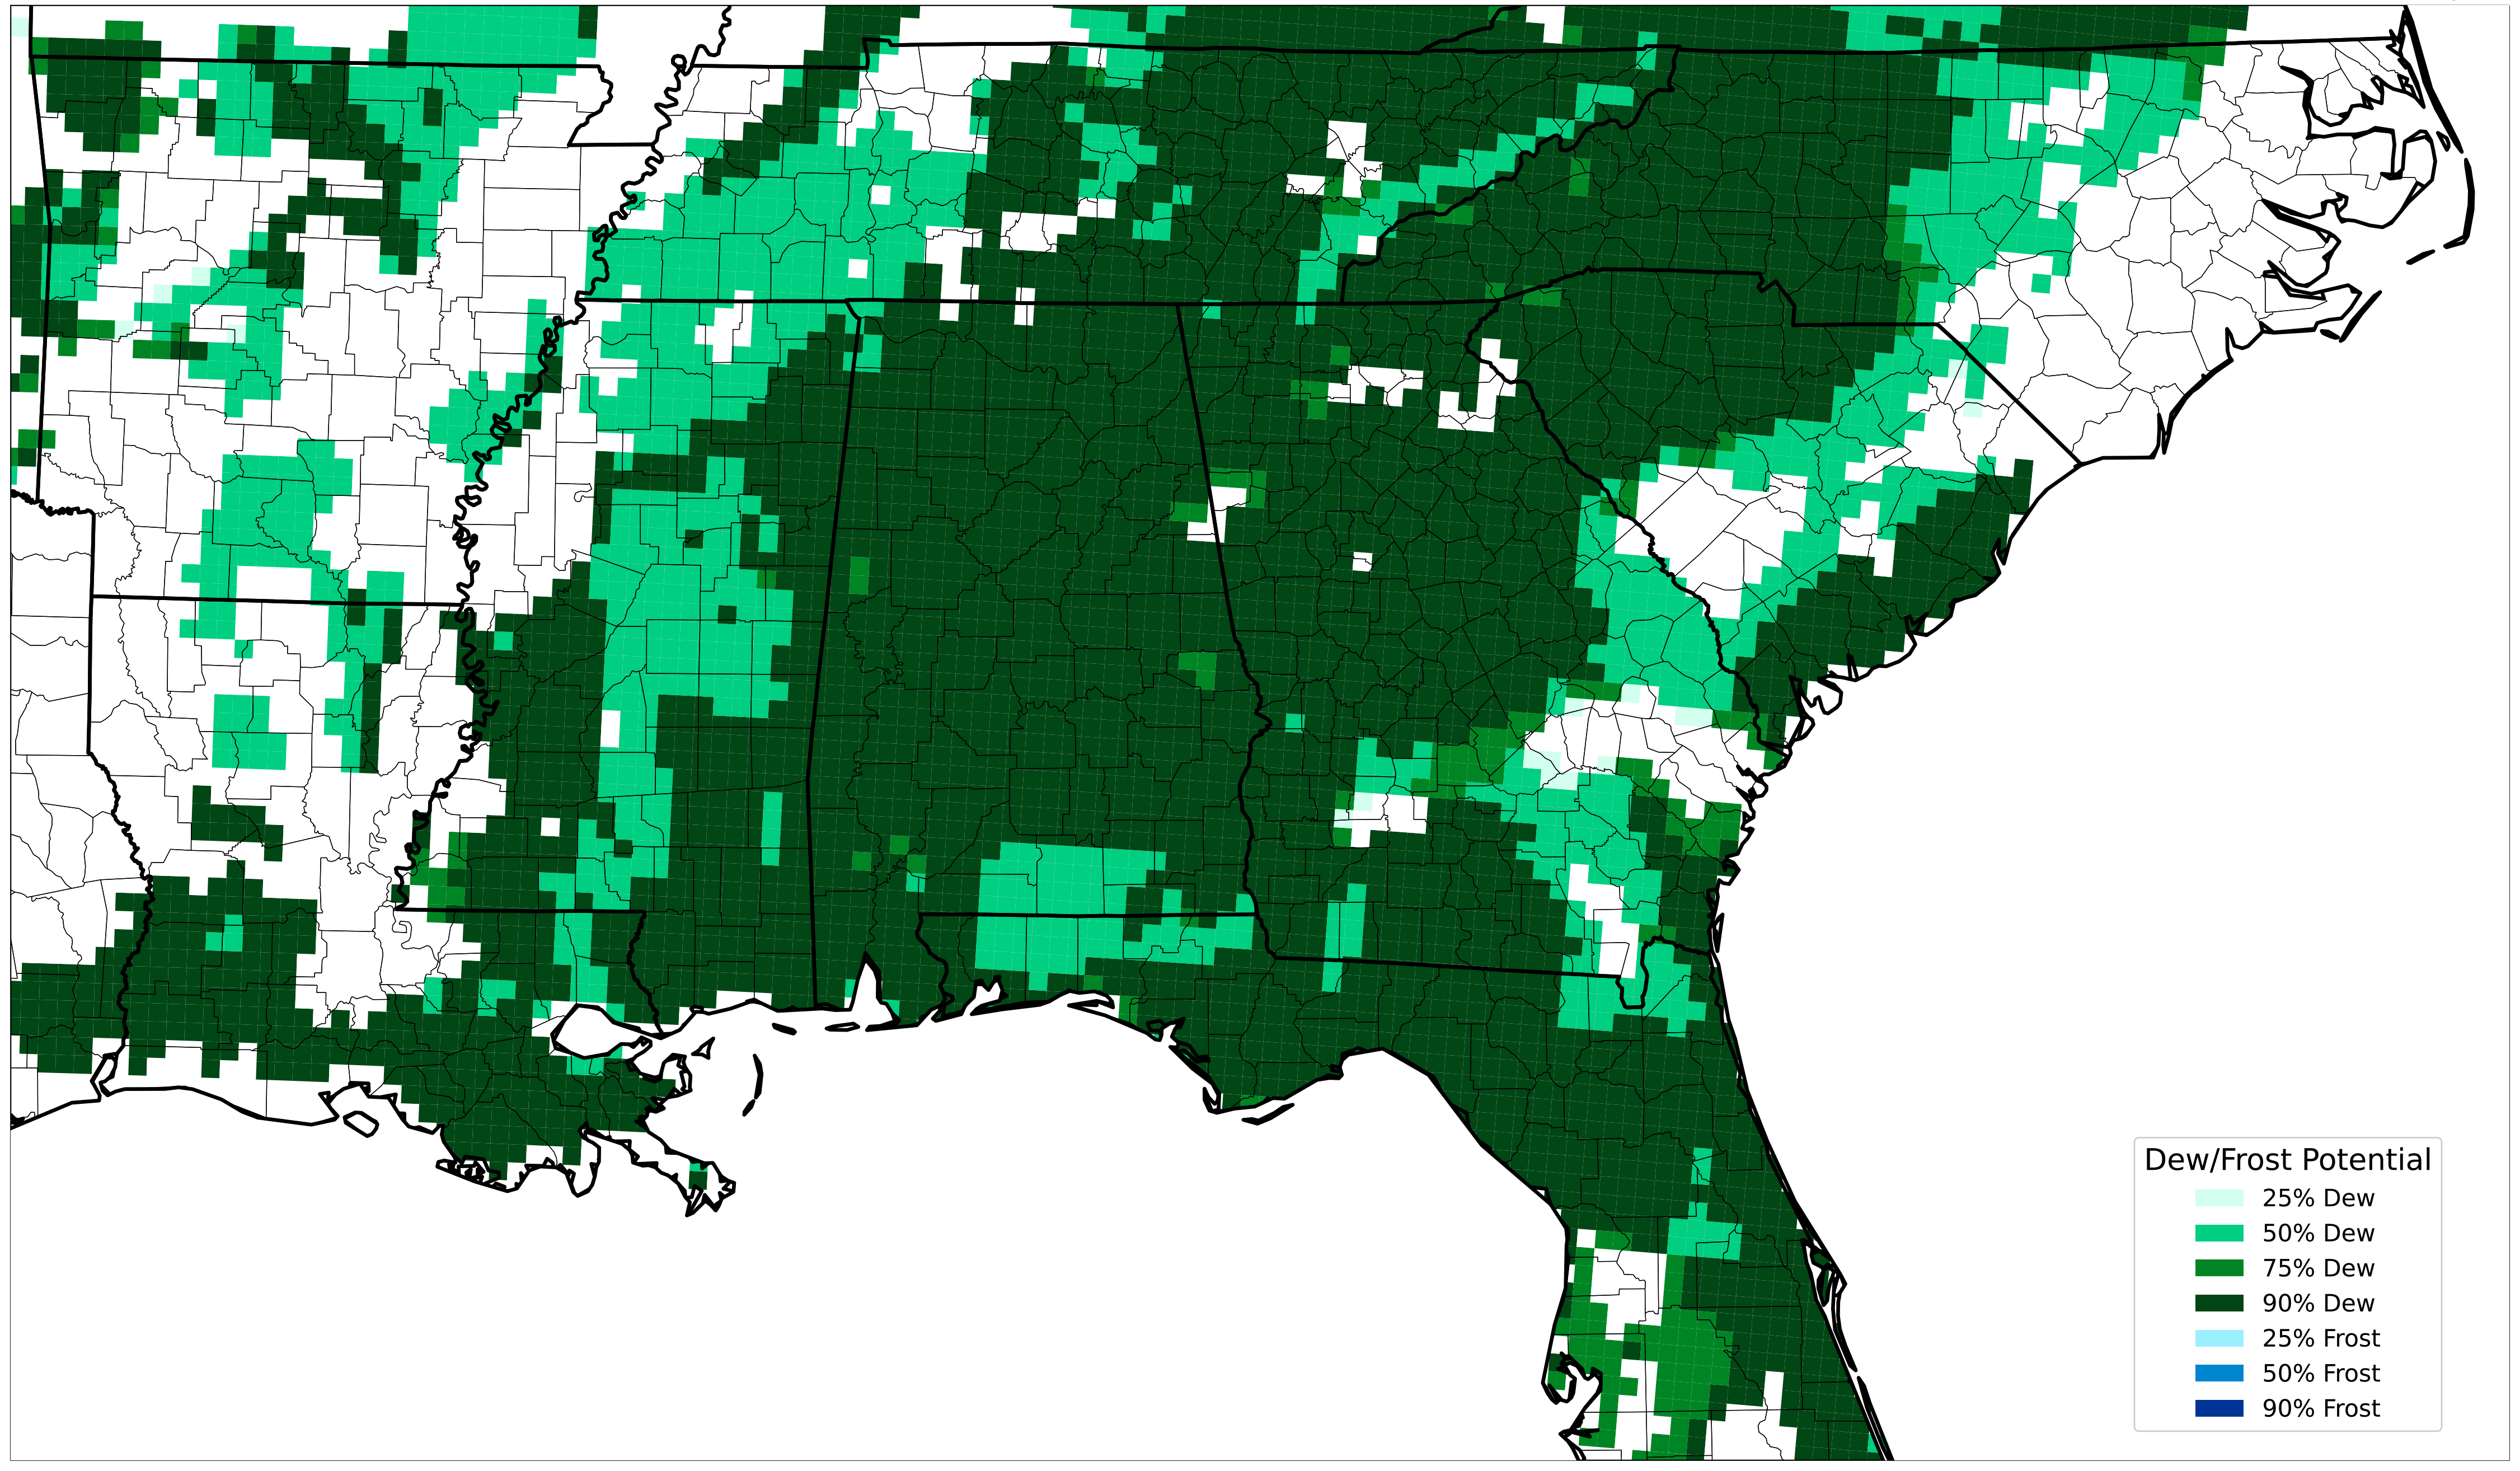 Dew/Frost Potential
25% Dew
50% Dew
75% Dew
90% Dew
25% Frost
50% Frost
90% Frost